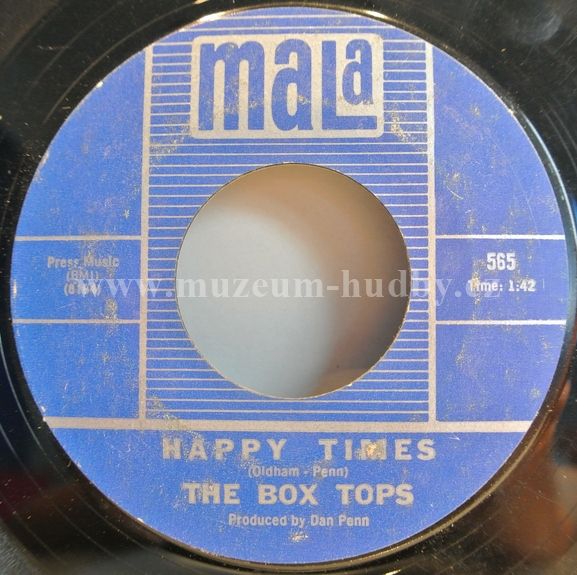 mala
Press Music
(BMI)
565
Time: 1:42
www.muzeum-hudby.cz
HAPPY TIMES
(Oldham - Penn)
THE BOX TOPS
Produced by Dan Penn